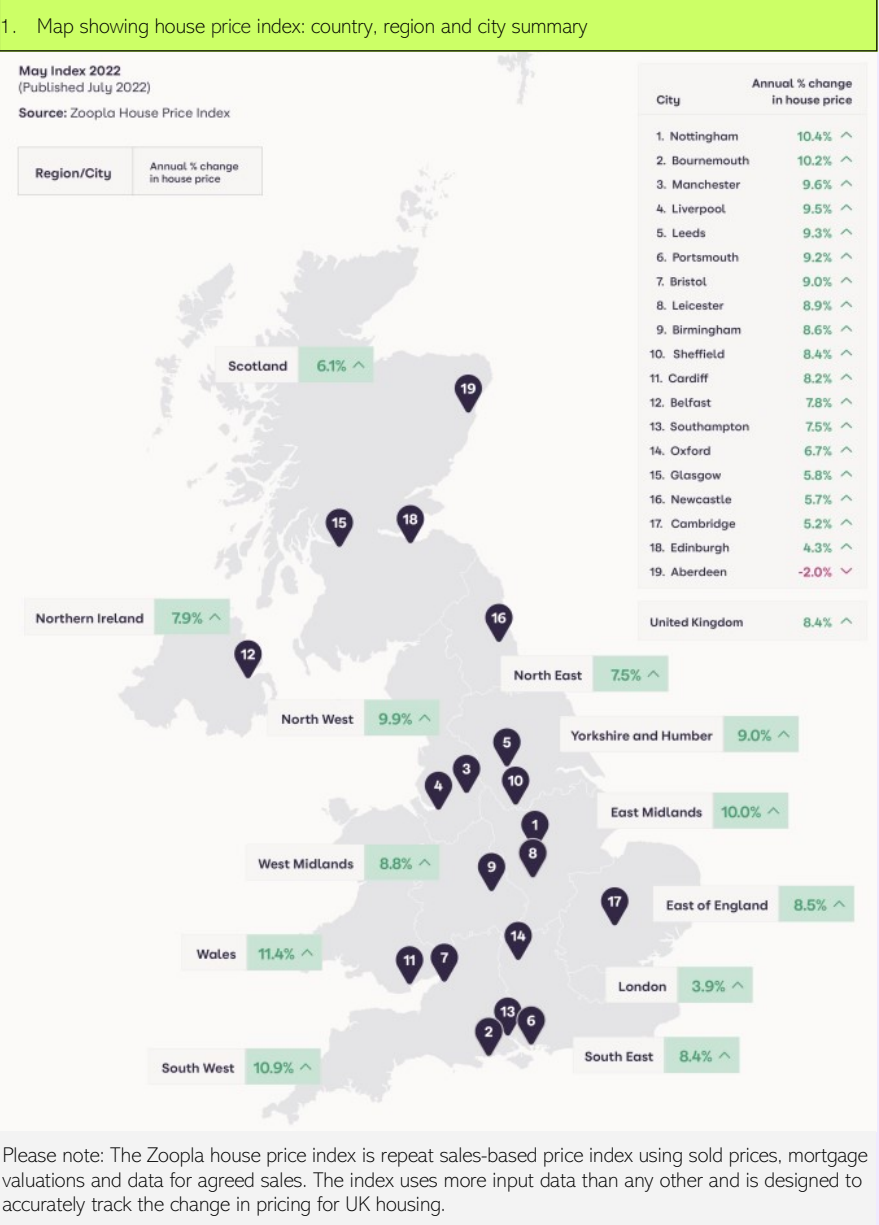 1. Map showing house price index: country, region and city summary
May Index 2022
(Published July 2022)
Source: Zoopla House Price Index
Region/City
Annual % change
in house price
City
Annual % change
in house price
1. Nottingham 10.4%
2. Bournemouth 10.2%
3. Manchester 9.6%
4. Liverpool 9.5%
5. Leeds 9.3%
6. Portsmouth 9.2%
7. Bristol 9.0%
8. Leicester 8.9%
9. Birmingham 8.6%
10. Sheffield 8.4%
11. Cardiff 8.2%
12. Belfast 7.8%
13. Southampton 7.5%
14. Oxford 6.7%
15. Glasgow 5.8%
16. Newcastle 5.7%
17. Cambridge 5.2%
18. Edinburgh 4.3%
19. Aberdeen -2.0%
United Kingdom 8.4%
Scotland 6.1%
19
15
18
Northern Ireland 7.9%
16
12
North East 7.5%
North West 9.9%
Yorkshire and Humber 9.0%
5
3
4
10
East Midlands 10.0%
1
8
West Midlands 8.8%
9
17
East of England 8.5%
14
Wales 11.4%
11
7
London 3.9%
13
6
2
South East 8.4%
South West 10.9%
Please note: The Zoopla house price index is repeat sales-based price index using sold prices, mortgage
valuations and data for agreed sales. The index uses more input data than any other and is designed to
accurately track the change in pricing for UK housing.